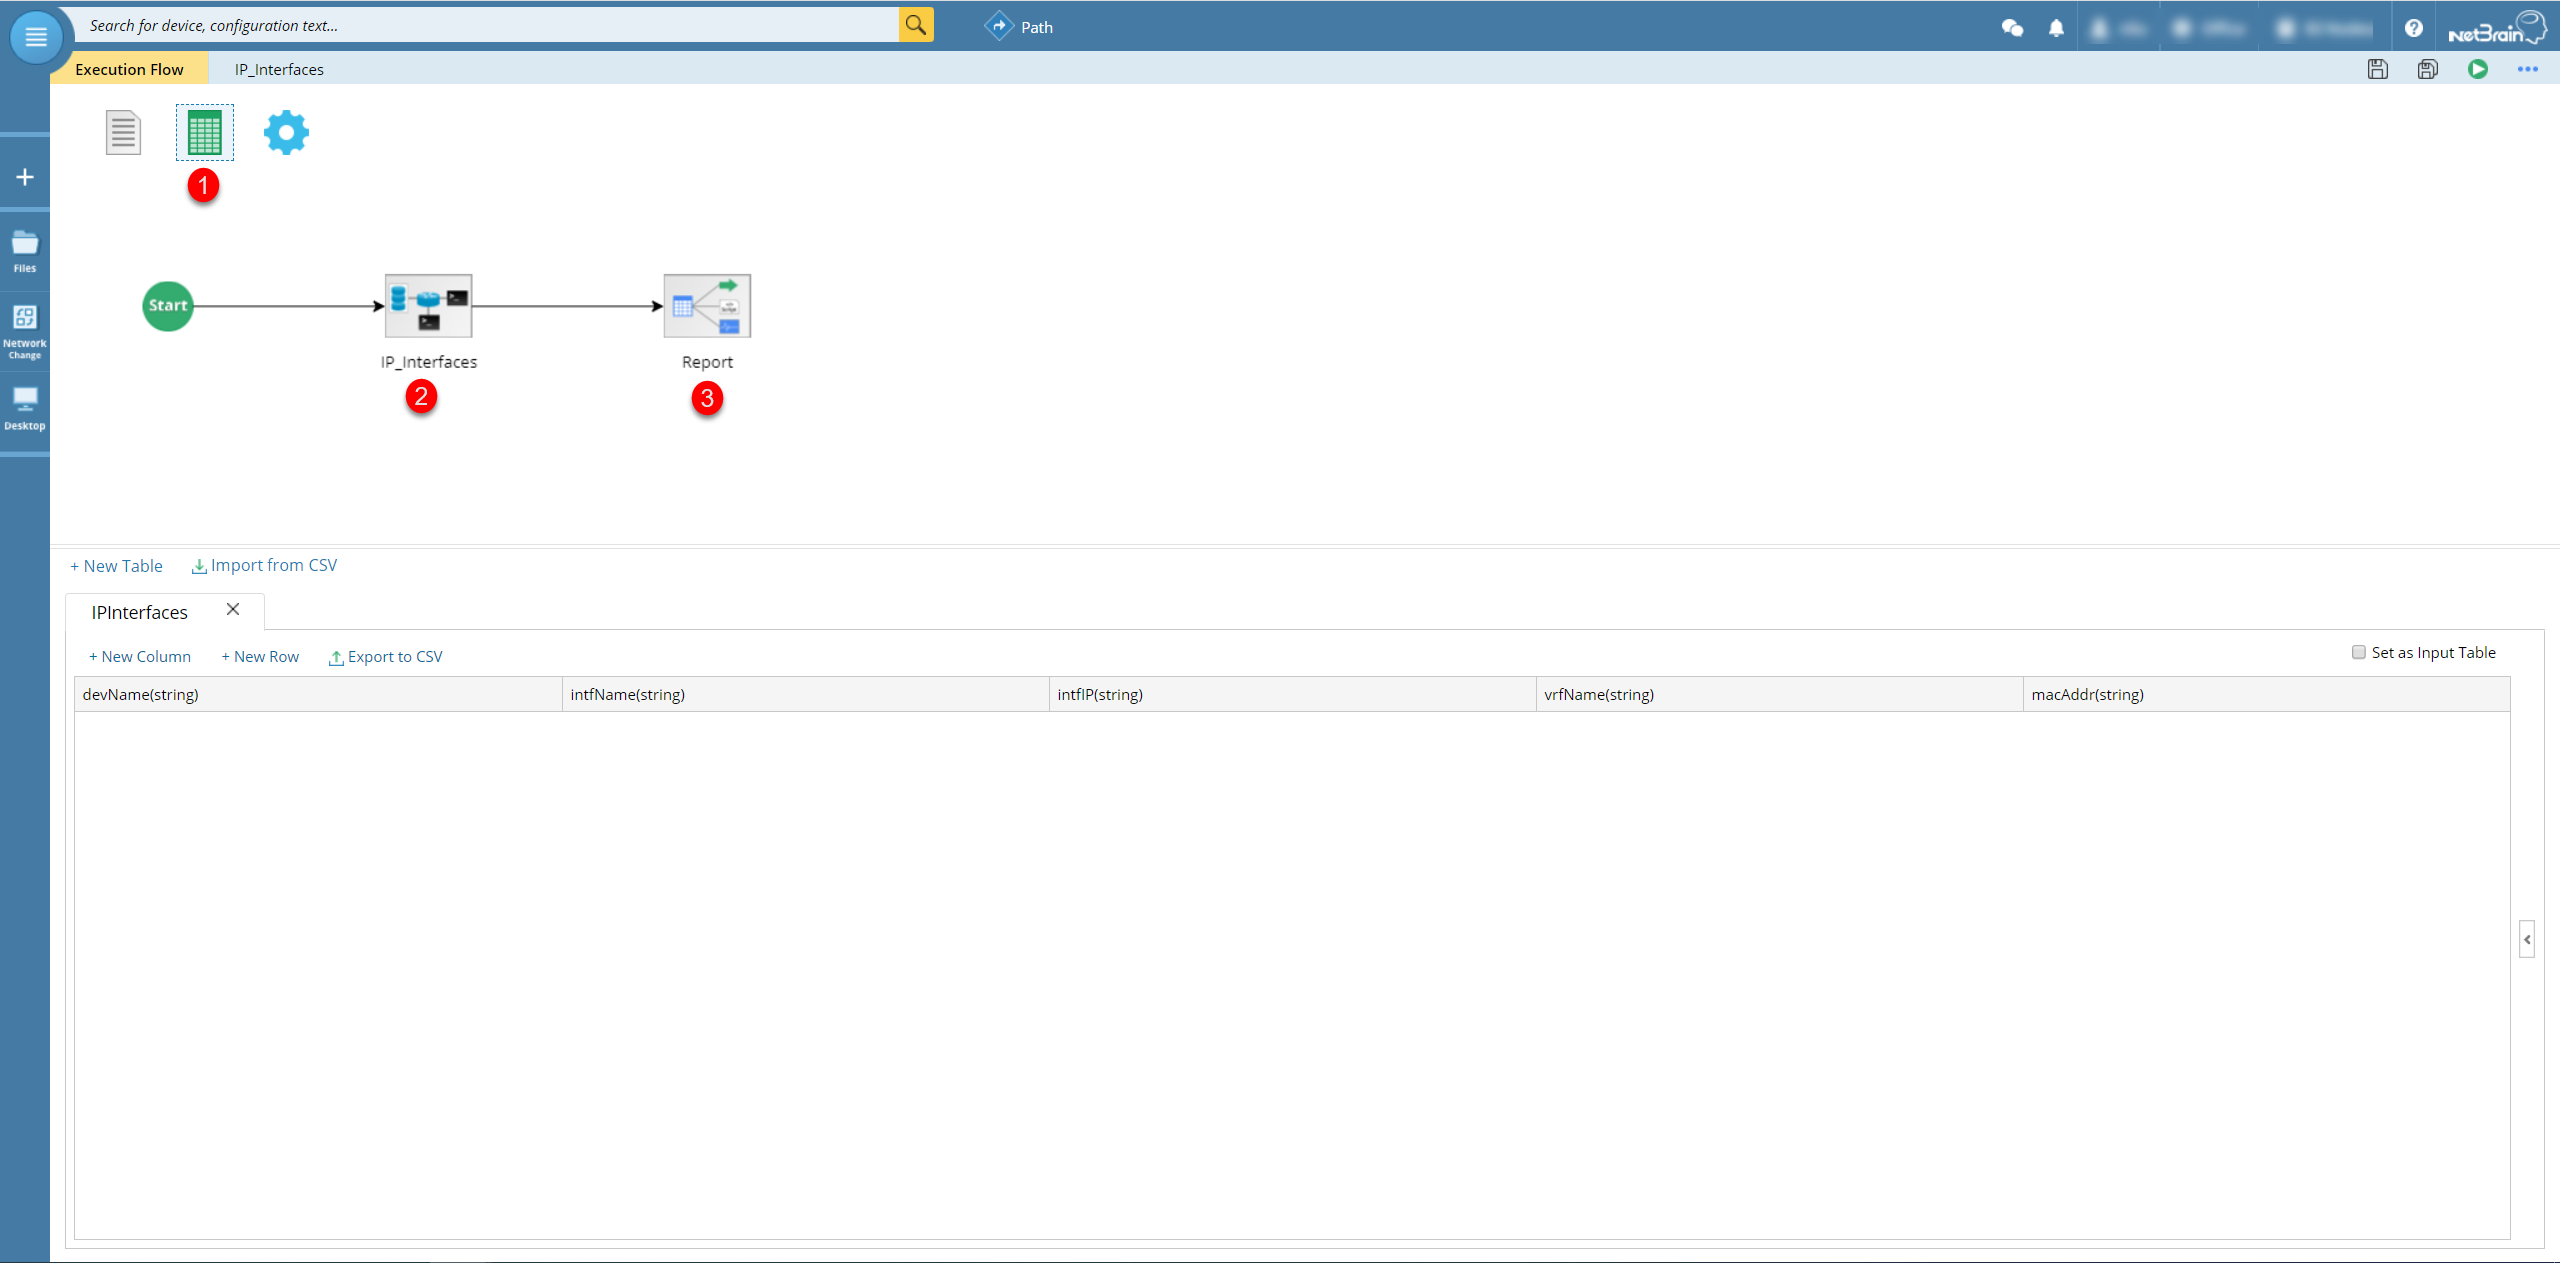 Search for device, configuration text...
Path
NetBrain
Execution Flow
IP_Interfaces
1
Start
IP_Interfaces
Report
2
3
Files
Network
Change
Desktop
+ New Table
Import from CSV
IPInterfaces
+ New Column
+ New Row
Export to CSV
Set as Input Table
devName(string)
intfName(string)
intfIP(string)
vrfName(string)
macAddr(string)